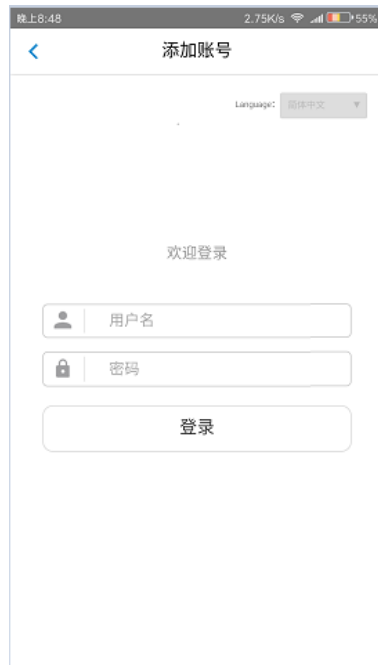 晚上8:48 2.75K/s 55%
添加账号
Language: 简体中文
欢迎登录
用户名
密码
登录